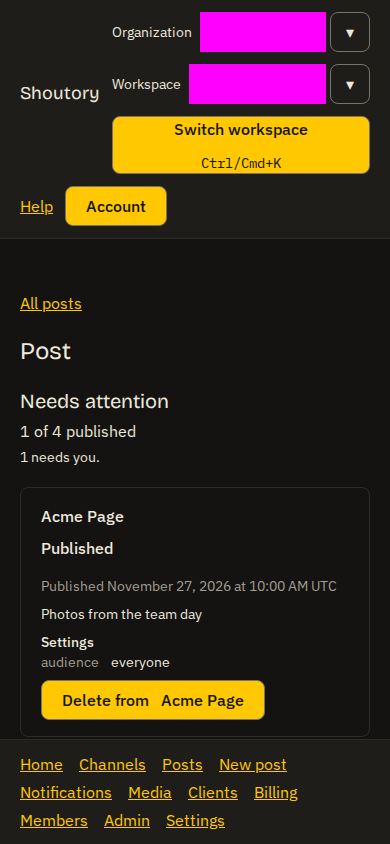 Organization
▼
Workspace
▼
Shoutory
Switch workspace
Ctrl/Cmd+K
Help
Account
All posts
Post
Needs attention
1 of 4 published
1 needs you.
Acme Page
Published
Published November 27, 2026 at 10:00 AM UTC
Photos from the team day
Settings
audience everyone
Delete from Acme Page
Home Channels Posts New post
Notifications Media Clients Billing
Members Admin Settings